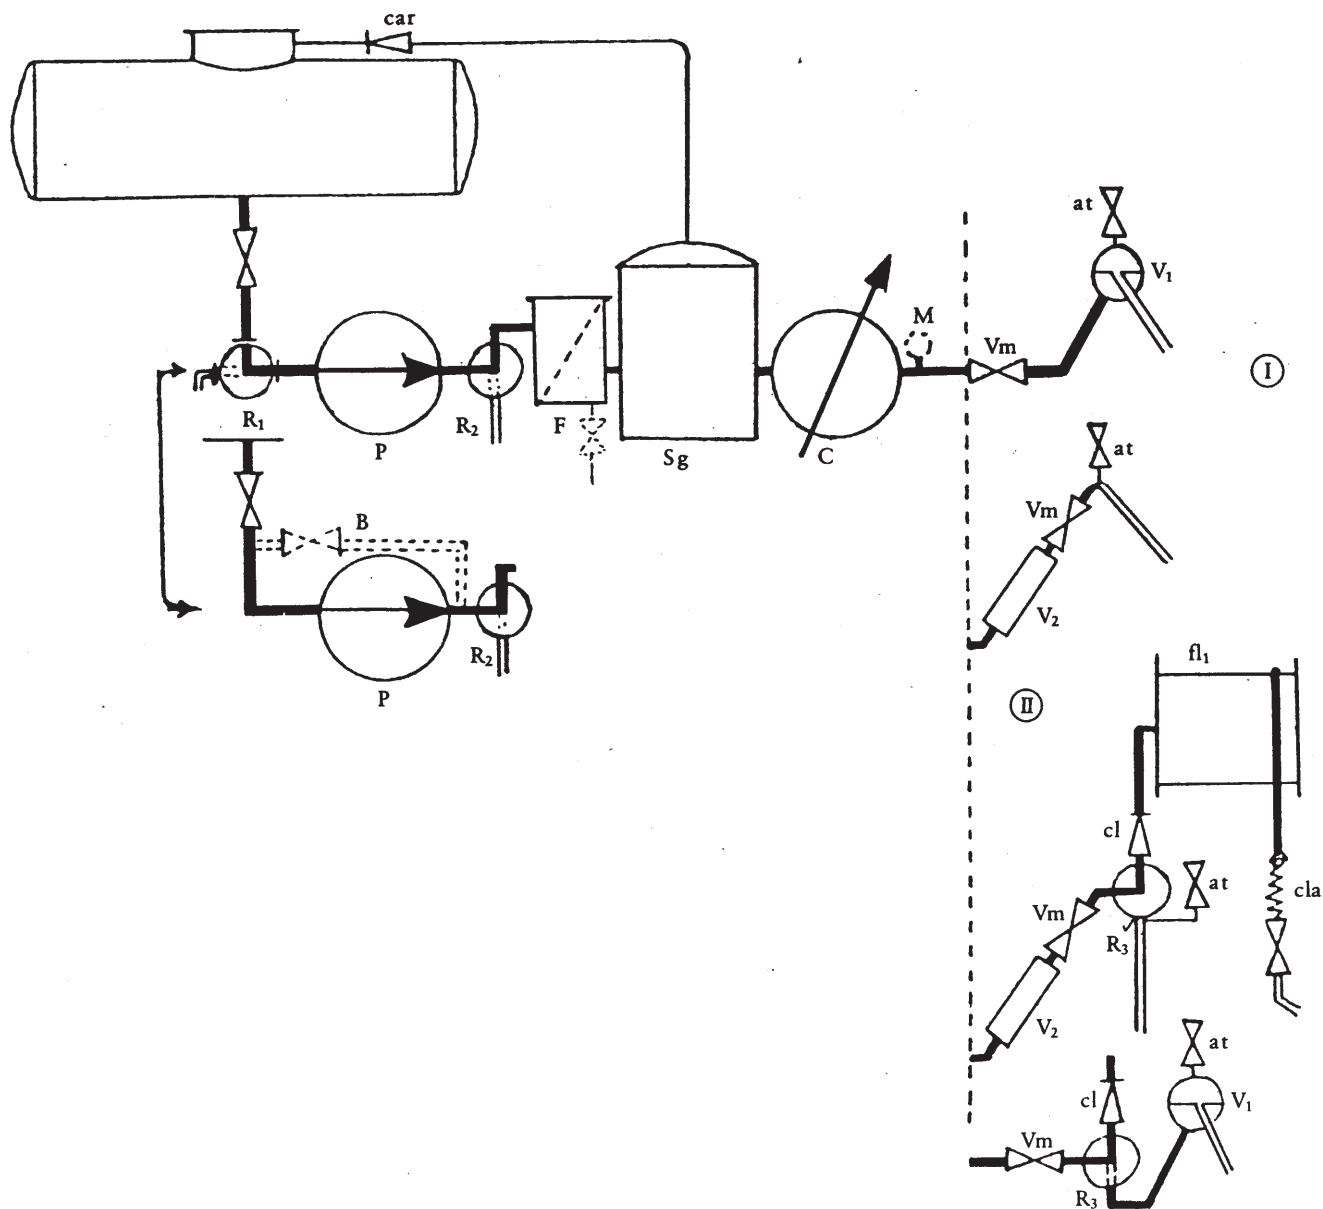 car
at
V₁
M
Vm
I
R₁
P
R₂
F
Sg
C
at
Vm
V₂
B
R₂
P
II
fl₁
cl
at
cla
Vm
R₃
V₂
at
cl
V₁
Vm
R₃